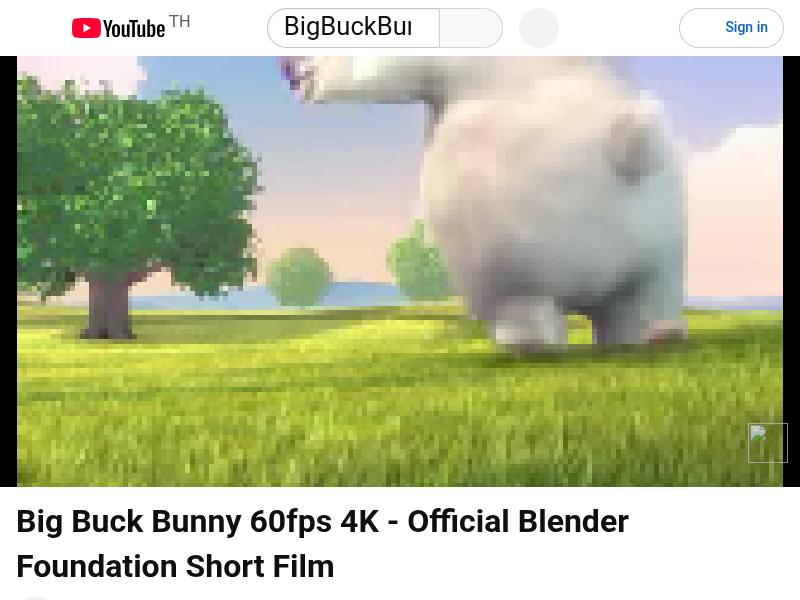 YouTube TH
BigBuckBu
Sign in
Big Buck Bunny 60fps 4K - Official Blender
Foundation Short Film